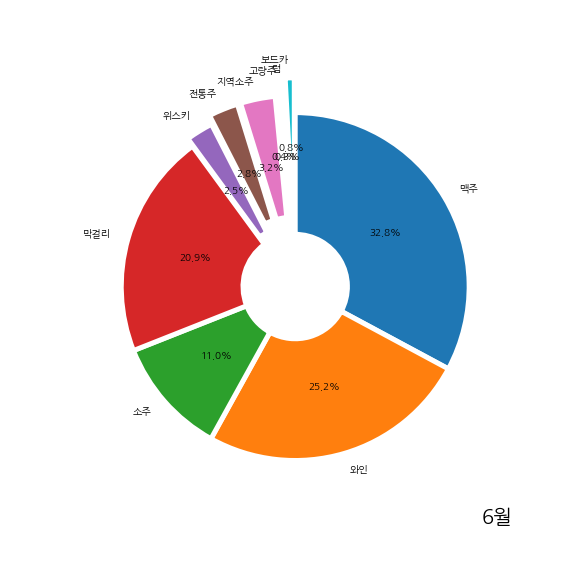 보드카
럼
고량주
지역소주
전통주
위스키
맥주
0.8%
3.2%
2.8%
2.5%
32.8%
막걸리
20.9%
11.0%
25.2%
소주
와인
6월